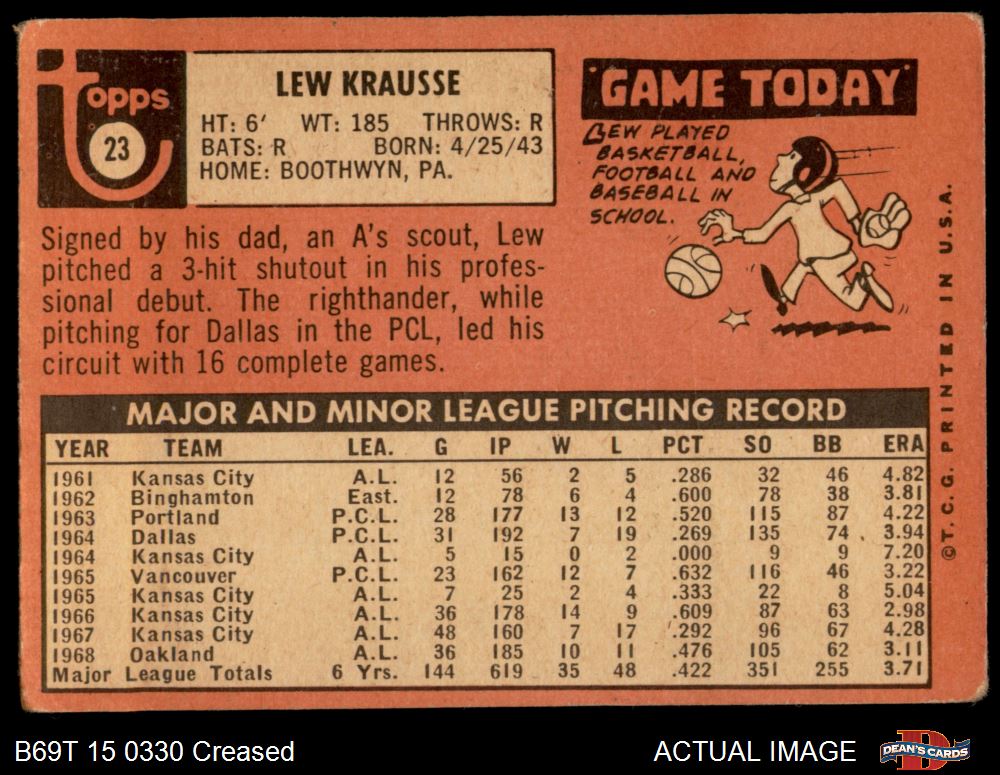 topps
23
LEW KRAUSSE
HT: 6' WT: 185 THROWS: R
BATS: R BORN: 4/25/43
HOME: BOOTHWYN, PA.
Signed by his dad, an A's scout, Lew
pitched a 3-hit shutout in his profes-
sional debut. The righthander, while
pitching for Dallas in the PCL, led his
circuit with 16 complete games.
"GAME TODAY"
LEW PLAYED
BASKETBALL,
FOOTBALL AND
BASEBALL IN
SCHOOL.
MAJOR AND MINOR LEAGUE PITCHING RECORD
YEAR TEAM LEA. G IP W L PCT SO BB ERA
1961 Kansas City A.L. 12 56 2 5 .286 32 46 4.82
1962 Binghamton East. 12 78 6 4 .600 78 38 3.81
1963 Portland P.C.L. 28 177 13 12 .520 115 87 4.22
1964 Dallas P.C.L. 31 192 7 19 .269 135 74 3.94
1964 Kansas City A.L. 5 15 0 2 .000 9 9 7.20
1965 Vancouver P.C.L. 23 162 12 7 .632 116 46 3.22
1965 Kansas City A.L. 7 25 2 4 .333 22 8 5.04
1966 Kansas City A.L. 36 178 14 9 .609 87 63 2.98
1967 Kansas City A.L. 48 160 7 17 .292 96 67 4.28
1968 Oakland A.L. 36 185 10 11 .476 105 62 3.11
Major League Totals 6 Yrs. 144 619 35 48 .422 351 255 3.71
©T. C. G. PRINTED IN U.S.A.
B69T 15 0330 Creased
ACTUAL IMAGE
D
DEAN'S CARDS